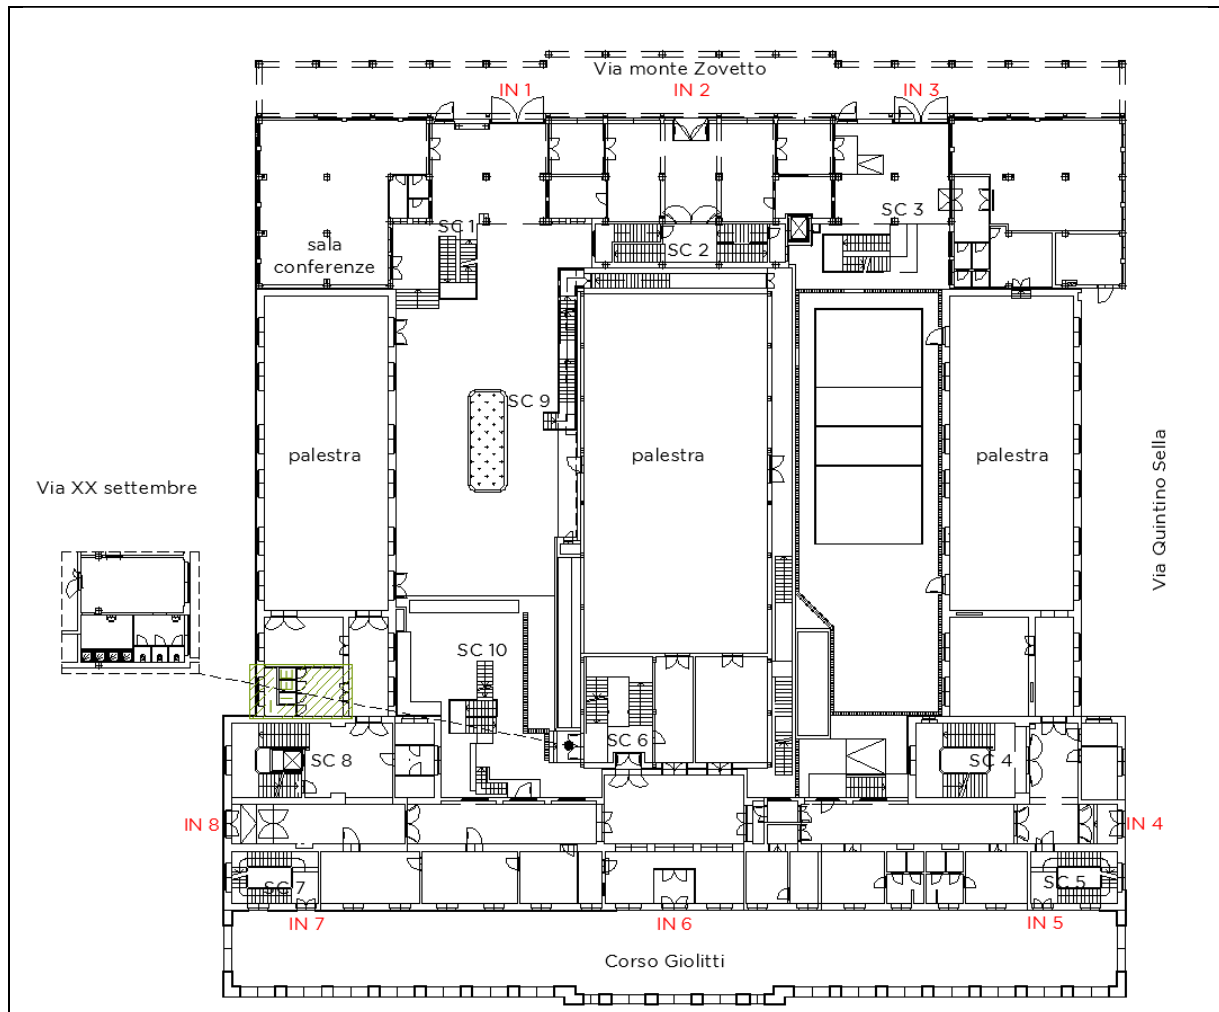 Via monte Zovetto
IN 1
IN 2
IN 3
SC 1
SC 2
SC 3
sala
conferenze
SC 9
palestra
palestra
palestra
Via XX settembre
Via Quintino Sella
SC 10
SC 6
SC 8
SC 4
IN 8
IN 4
SC 7
SC 5
IN 7
IN 6
IN 5
Corso Giolitti